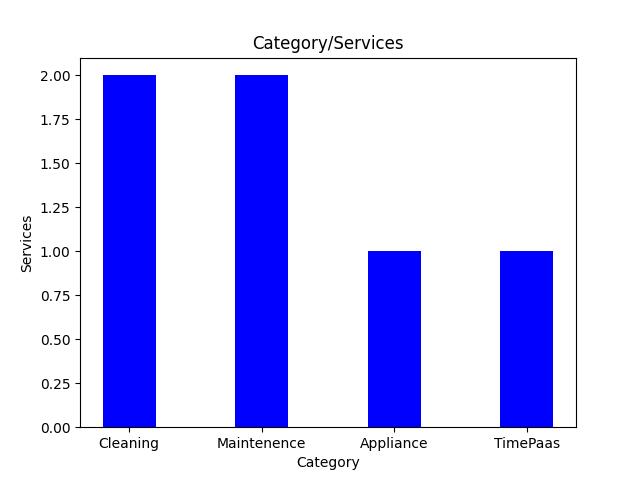 Category/Services
2.00
1.75
1.50
1.25
1.00
0.75
0.50
0.25
0.00
Services
Cleaning Maintenence Appliance TimePaas
Category